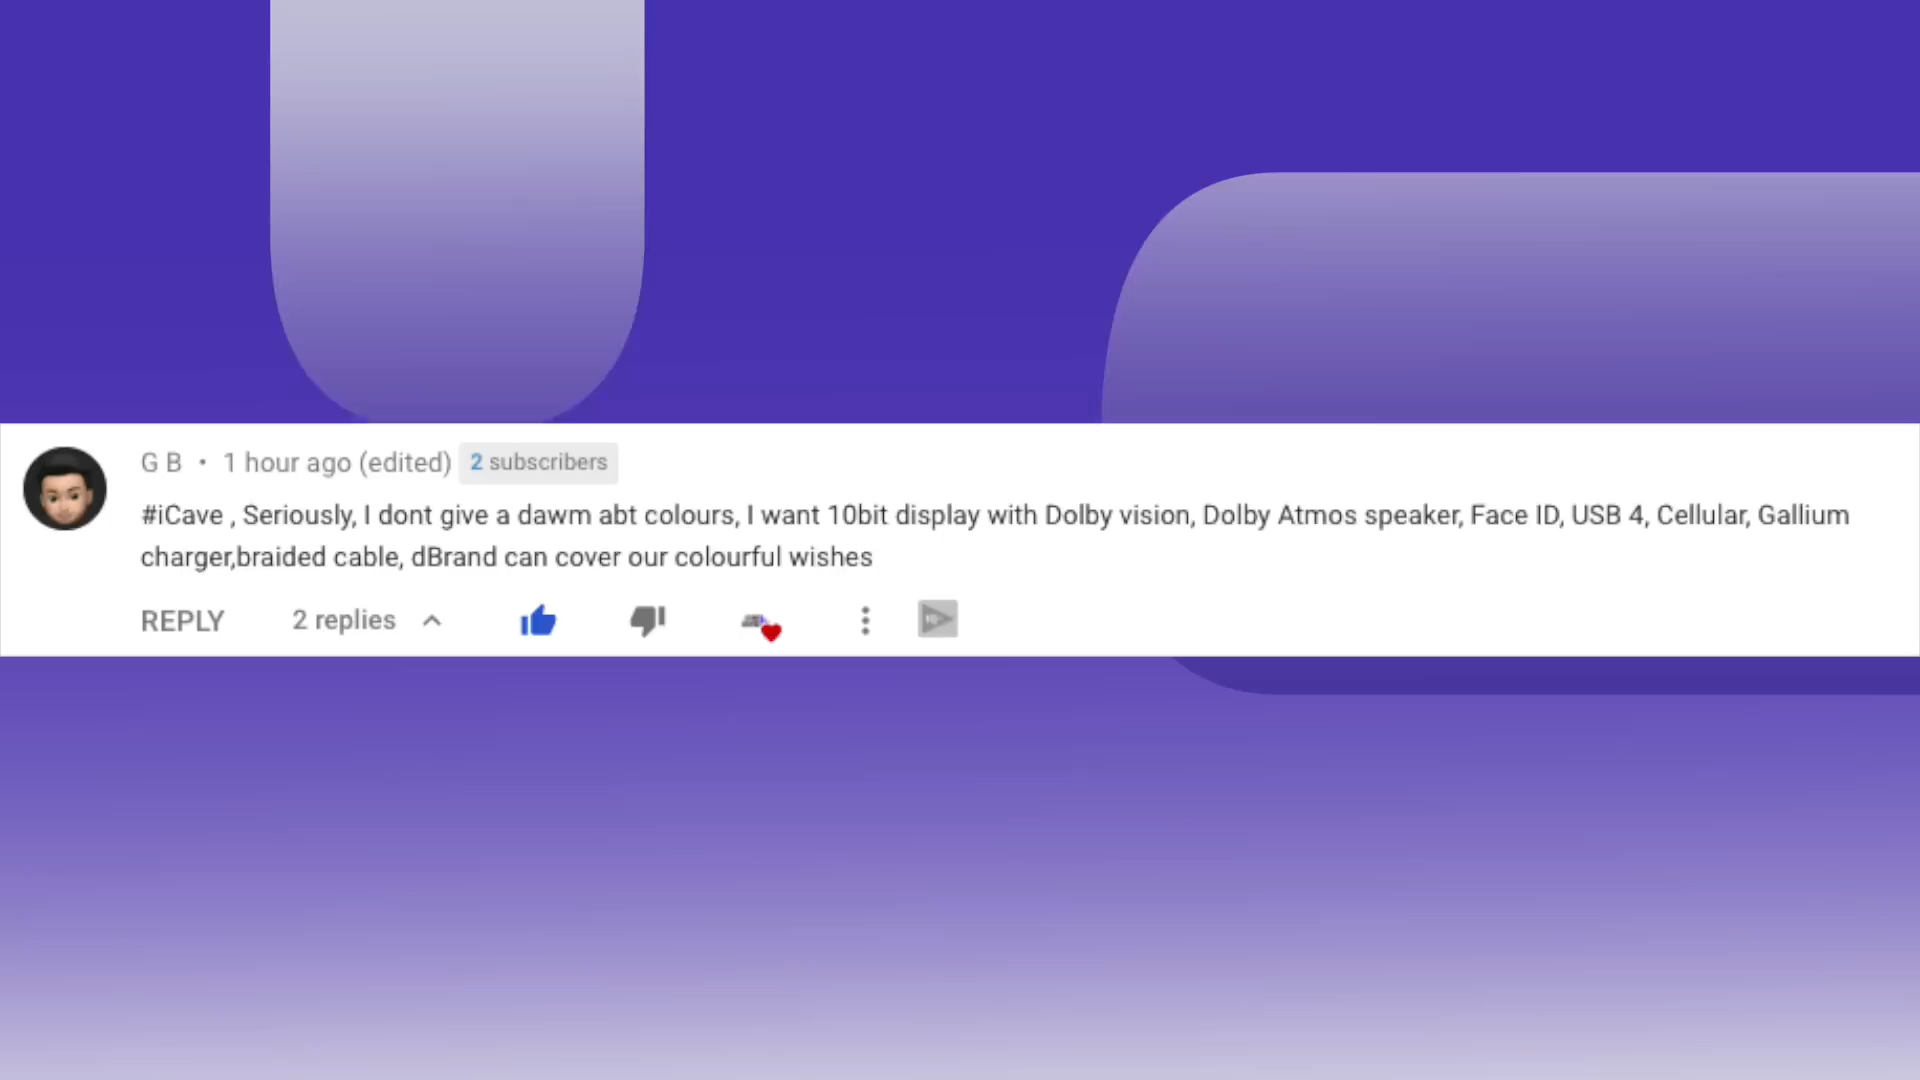 G B • 1 hour ago (edited) 2 subscribers
#iCave , Seriously, I dont give a dawm abt colours, I want 10bit display with Dolby vision, Dolby Atmos speaker, Face ID, USB 4, Cellular, Gallium
charger,braided cable, dBrand can cover our colourful wishes
REPLY 2 replies